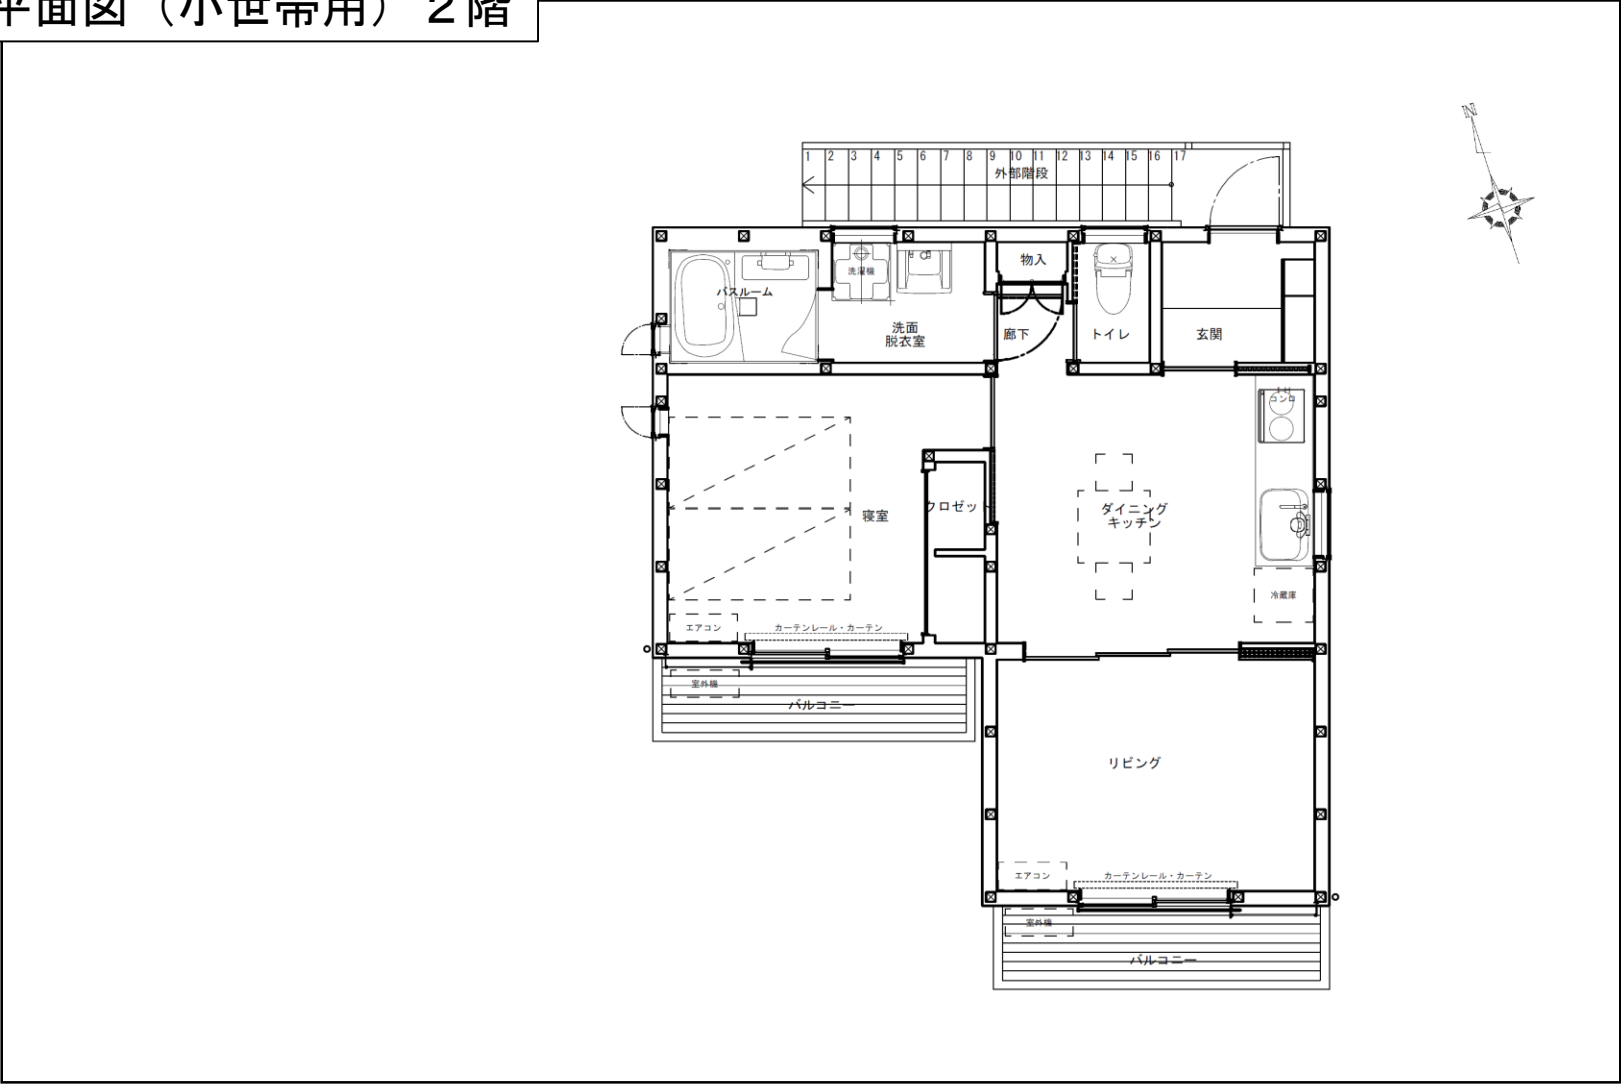 平面図（小世帯用）２階
N
1 2 3 4 5 6 7 8 9 10 11 12 13 14 15 16 17
外部階段
物入
洗濯機
バスルーム
洗面
脱衣室
廊下
トイレ
玄関
コンロ
クロゼット
寝室
ダイニング
キッチン
冷蔵庫
エアコン
カーテンレール・カーテン
室外機
バルコニー
リビング
エアコン
カーテンレール・カーテン
室外機
バルコニー